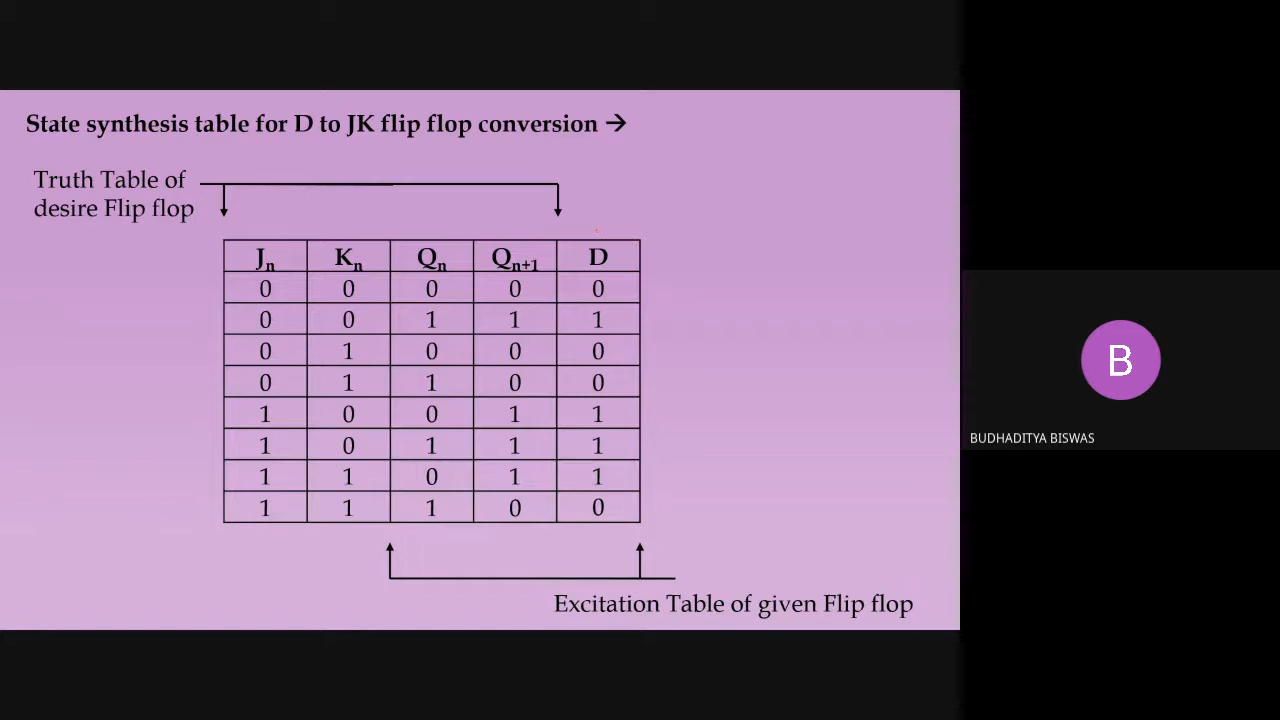 State synthesis table for D to JK flip flop conversion →
Truth Table of
desire Flip flop
Jn Kn Qn Qn+1 D
0 0 0 0 0
0 0 1 1 1
0 1 0 0 0
0 1 1 0 0
1 0 0 1 1
1 0 1 1 1
1 1 0 1 1
1 1 1 0 0
Excitation Table of given Flip flop
B
BUDHADITYA BISWAS